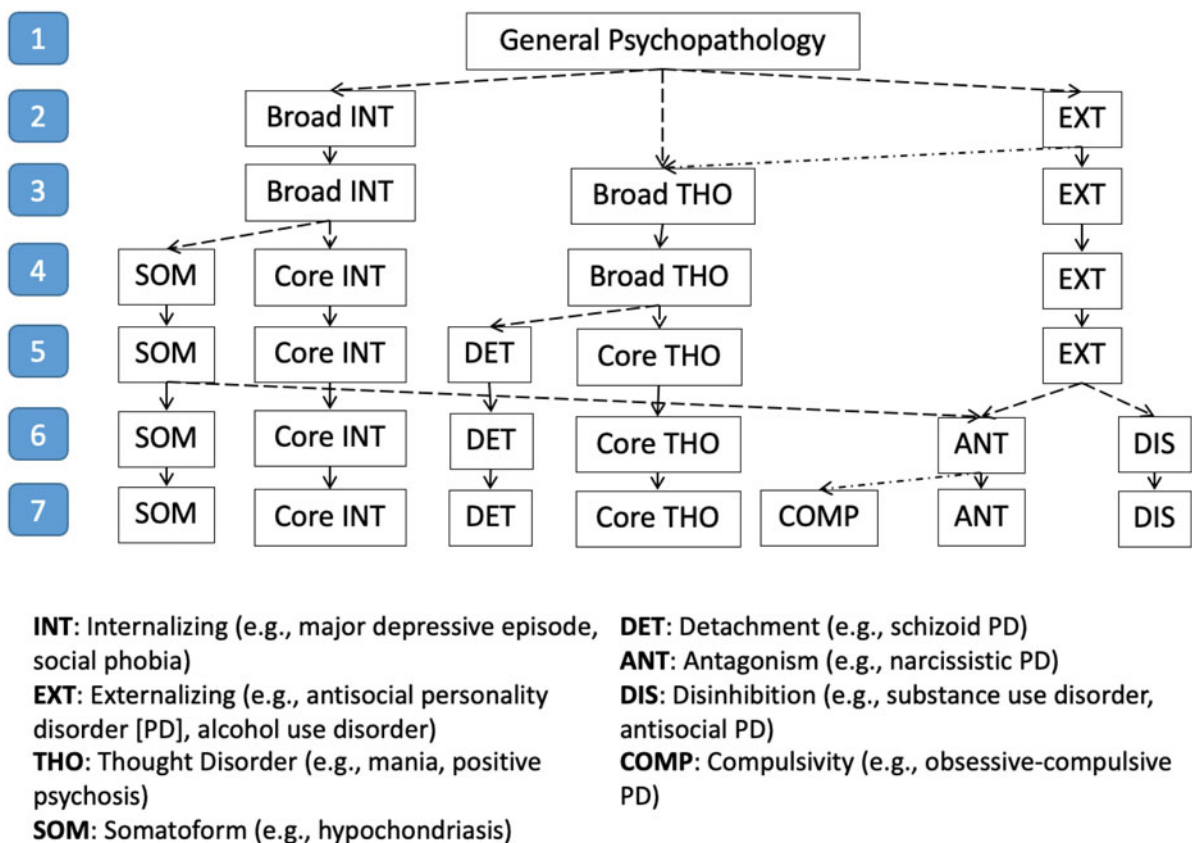 1
General Psychopathology
2
Broad INT
EXT
3
Broad INT
Broad THO
EXT
4
SOM
Core INT
Broad THO
EXT
5
SOM
Core INT
DET
Core THO
EXT
6
SOM
Core INT
DET
Core THO
ANT
DIS
7
SOM
Core INT
DET
Core THO
COMP
ANT
DIS
INT: Internalizing (e.g., major depressive episode,
social phobia)
EXT: Externalizing (e.g., antisocial personality
disorder [PD], alcohol use disorder)
THO: Thought Disorder (e.g., mania, positive
psychosis)
SOM: Somatoform (e.g., hypochondriasis)
DET: Detachment (e.g., schizoid PD)
ANT: Antagonism (e.g., narcissistic PD)
DIS: Disinhibition (e.g., substance use disorder,
antisocial PD)
COMP: Compulsivity (e.g., obsessive-compulsive
PD)